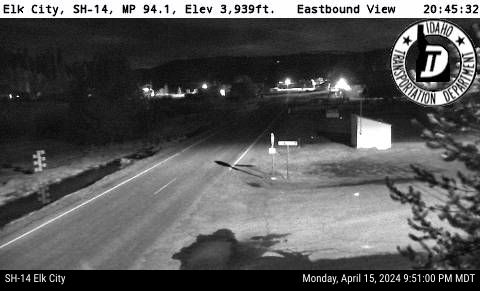 Elk City, SH-14, MP 94.1, Elev 3,939ft. Eastbound View 20:45:32
IDAHO
TRANSPORTATION DEPARTMENT
SH-14 Elk City Monday, April 15, 2024 9:51:00 PM MDT